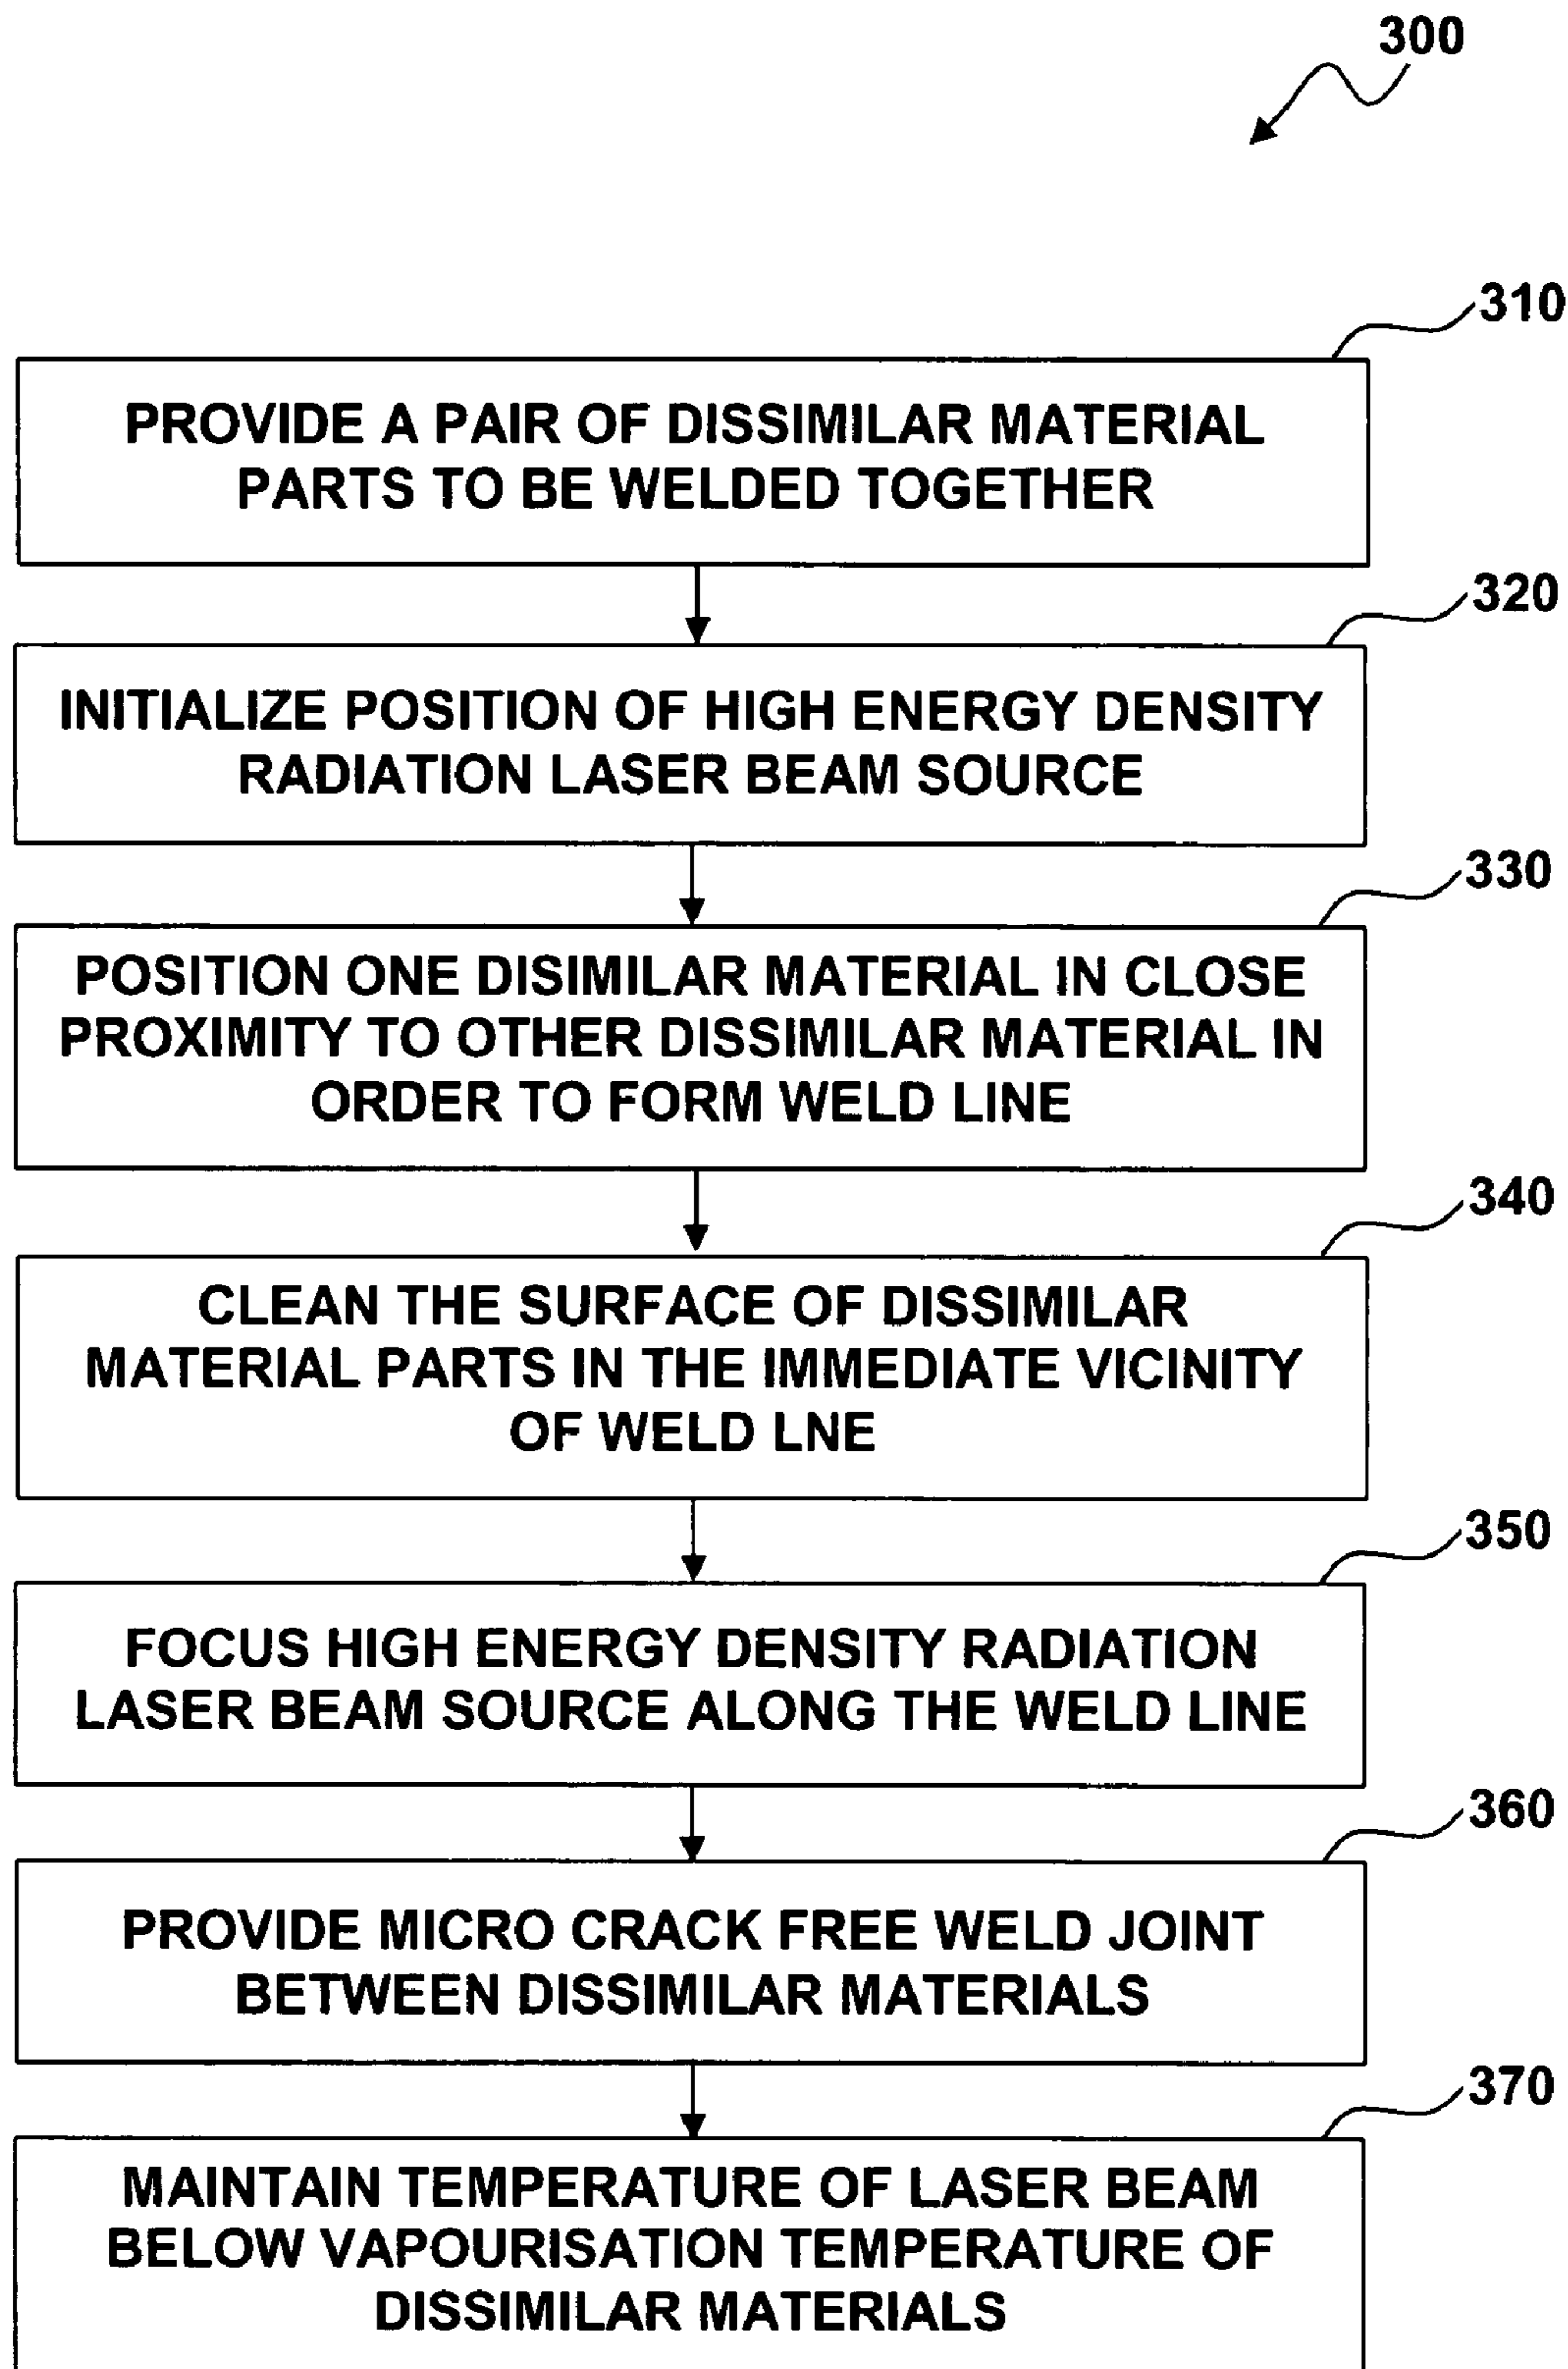 300
310
PROVIDE A PAIR OF DISSIMILAR MATERIAL
PARTS TO BE WELDED TOGETHER
320
INITIALIZE POSITION OF HIGH ENERGY DENSITY
RADIATION LASER BEAM SOURCE
330
POSITION ONE DISIMILAR MATERIAL IN CLOSE
PROXIMITY TO OTHER DISSIMILAR MATERIAL IN
ORDER TO FORM WELD LINE
340
CLEAN THE SURFACE OF DISSIMILAR
MATERIAL PARTS IN THE IMMEDIATE VICINITY
OF WELD LNE
350
FOCUS HIGH ENERGY DENSITY RADIATION
LASER BEAM SOURCE ALONG THE WELD LINE
360
PROVIDE MICRO CRACK FREE WELD JOINT
BETWEEN DISSIMILAR MATERIALS
370
MAINTAIN TEMPERATURE OF LASER BEAM
BELOW VAPOURISATION TEMPERATURE OF
DISSIMILAR MATERIALS